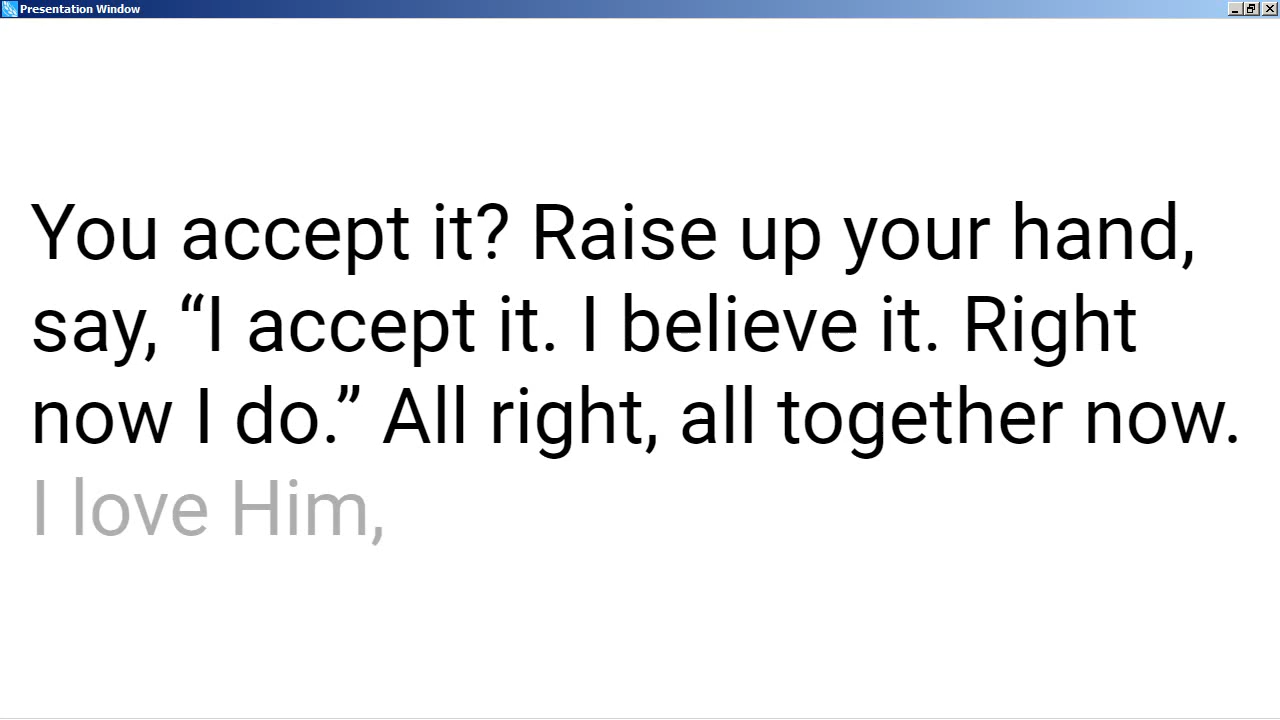 Presentation Window
You accept it? Raise up your hand,
say, “I accept it. I believe it. Right
now I do.” All right, all together now.
I love Him,